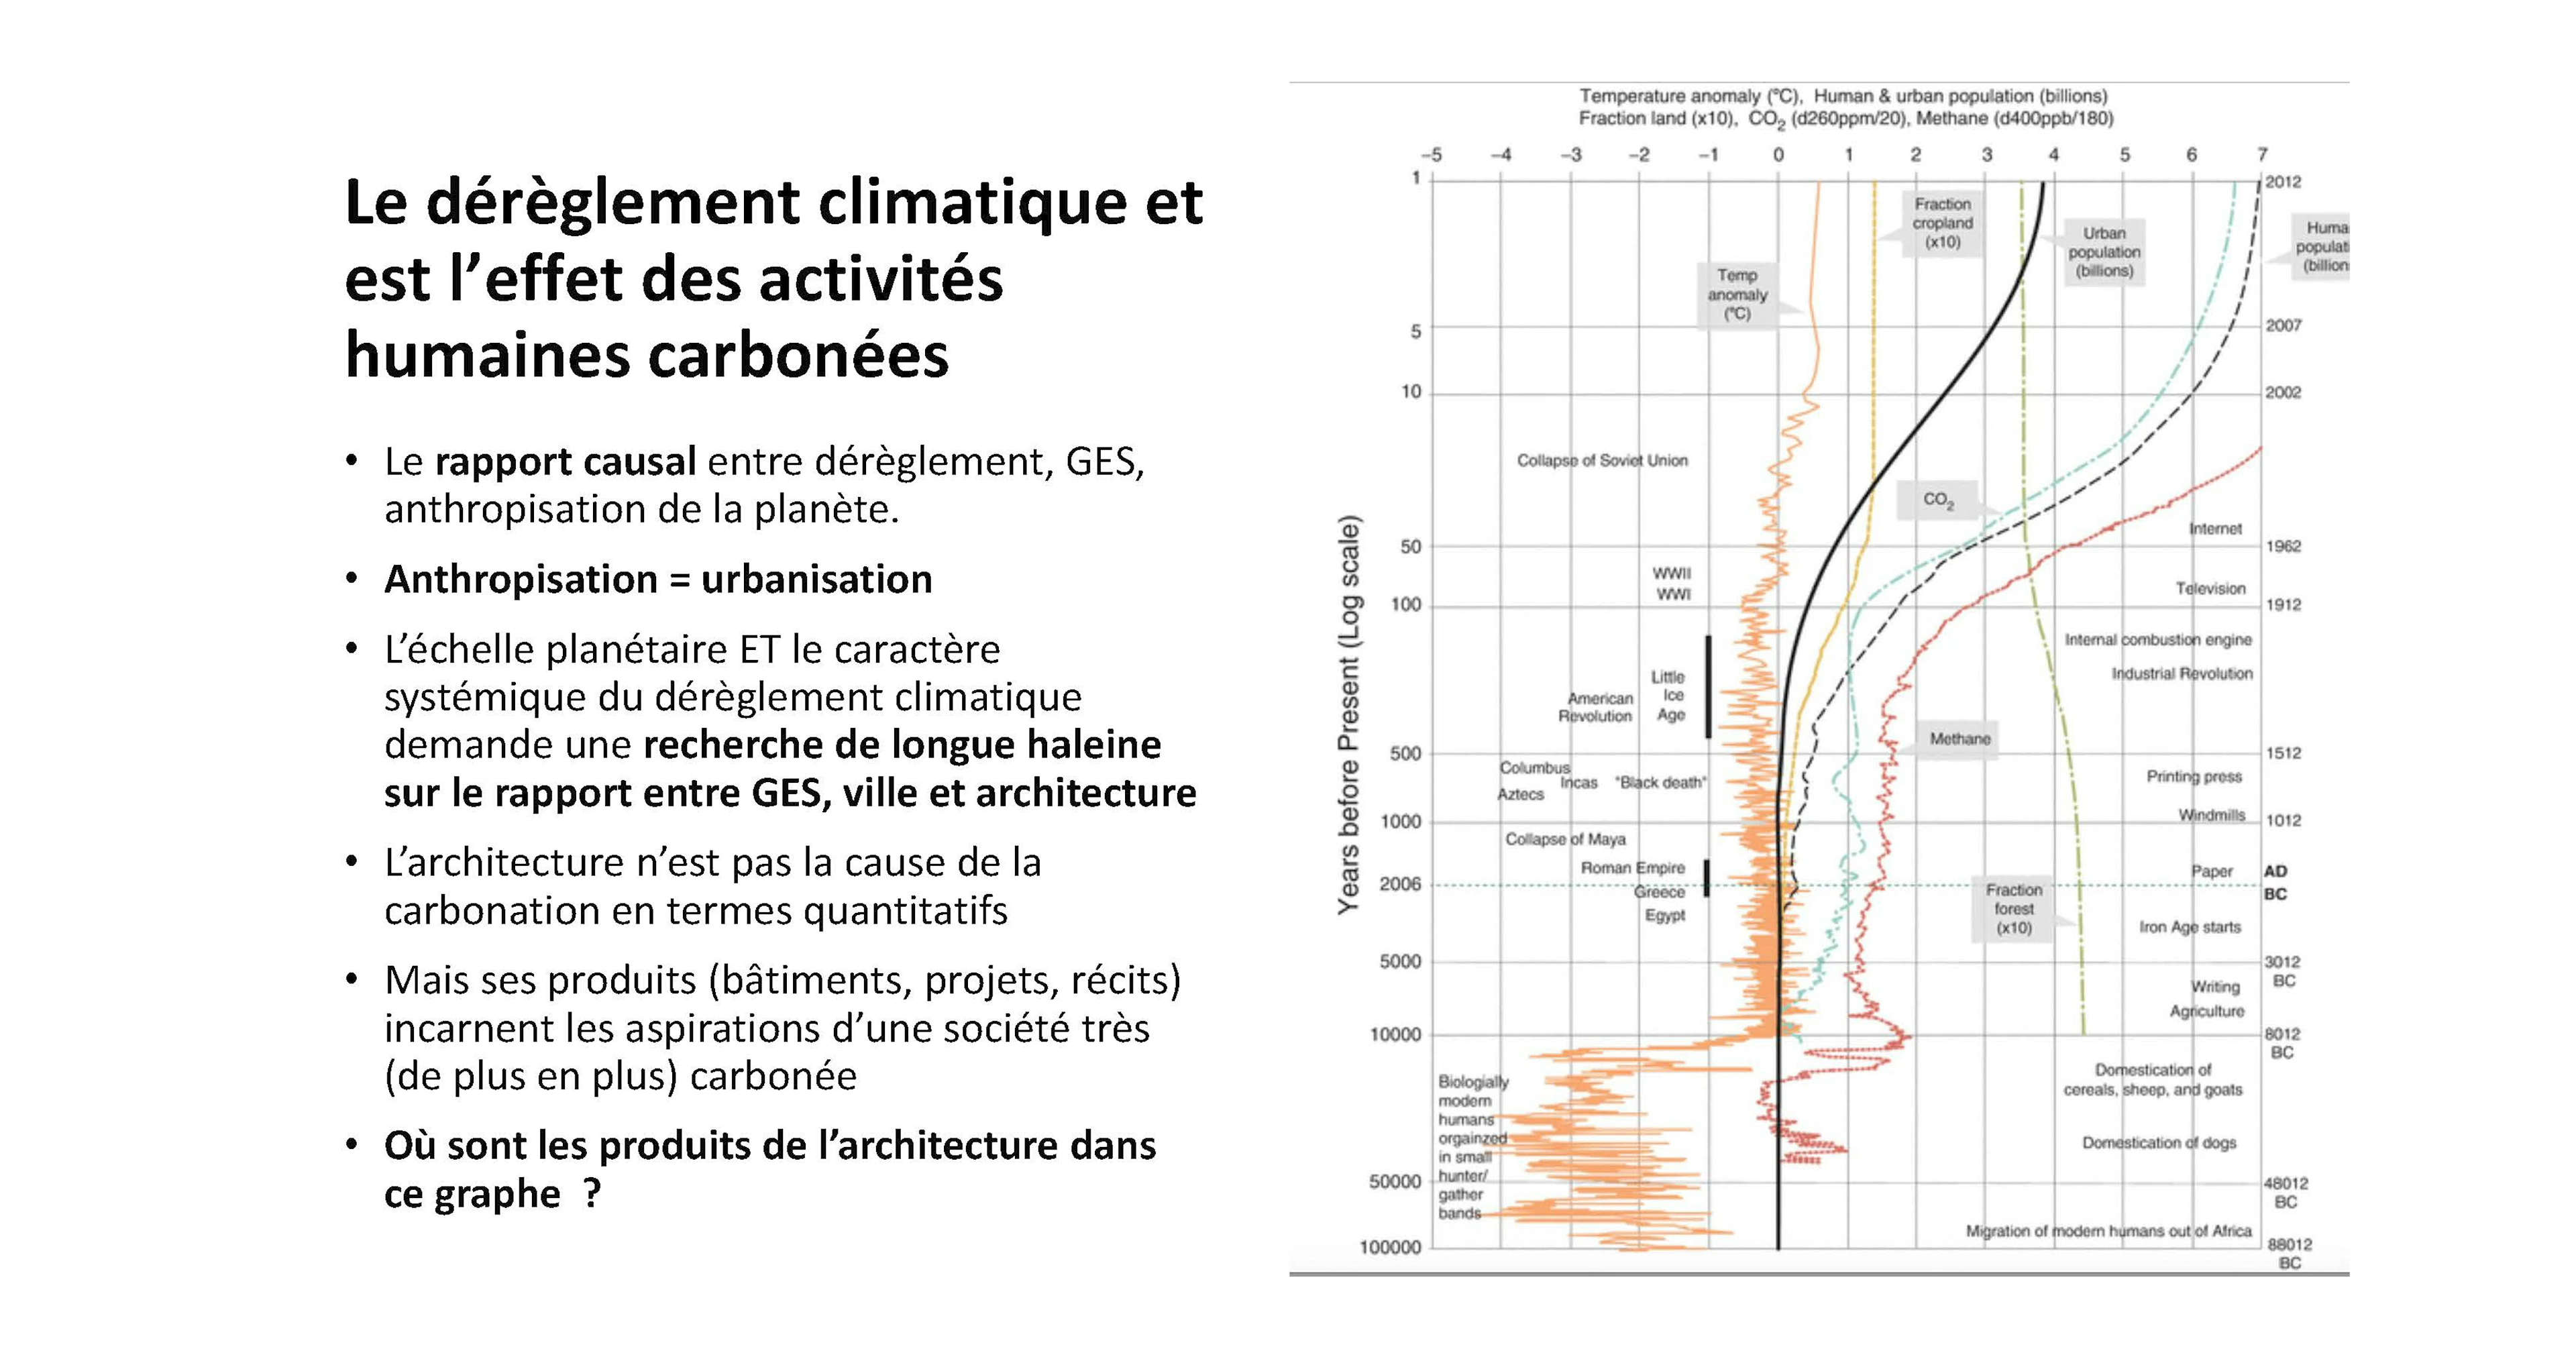 Le dérèglement climatique et
est l’effet des activités
humaines carbonées
• Le rapport causal entre dérèglement, GES,
anthropisation de la planète.
• Anthropisation = urbanisation
• L’échelle planétaire ET le caractère
systémique du dérèglement climatique
demande une recherche de longue haleine
sur le rapport entre GES, ville et architecture
• L’architecture n’est pas la cause de la
carbonation en termes quantitatifs
• Mais ses produits (bâtiments, projets, récits)
incarnent les aspirations d’une société très
(de plus en plus) carbonée
• Où sont les produits de l’architecture dans
ce graphe ?
Temperature anomaly (°C), Human & urban population (billions)
Fraction land (x10), CO2 (d260ppm/20), Methane (d400ppb/180)
−5 −4 −3 −2 −1 0 1 2 3 4 5 6 7
Years before Present (Log scale)
1
5
10
50
100
500
1000
2006
5000
10000
50000
100000
2012
2007
2002
1962
1912
1512
1012
AD
BC
3012
BC
8012
BC
48012
BC
88012
BC
Temp
anomaly
(°C)
Fraction
cropland
(x10)
Urban
population
(billions)
Huma
populati
(billion
CO2
Methane
Fraction
forest
(x10)
Collapse of Soviet Union
WWII
WWI
Little
Ice
Age
American
Revolution
Columbus
Incas
Aztecs
"Black death"
Collapse of Maya
Roman Empire
Greece
Egypt
Biologially
modern
humans
orgainzed
in small
hunter/
gather
bands
Internet
Television
Internal combustion engine
Industrial Revolution
Printing press
Windmills
Paper
Iron Age starts
Writing
Agriculture
Domestication of
cereals, sheep, and goats
Domestication of dogs
Migration of modern humans out of Africa